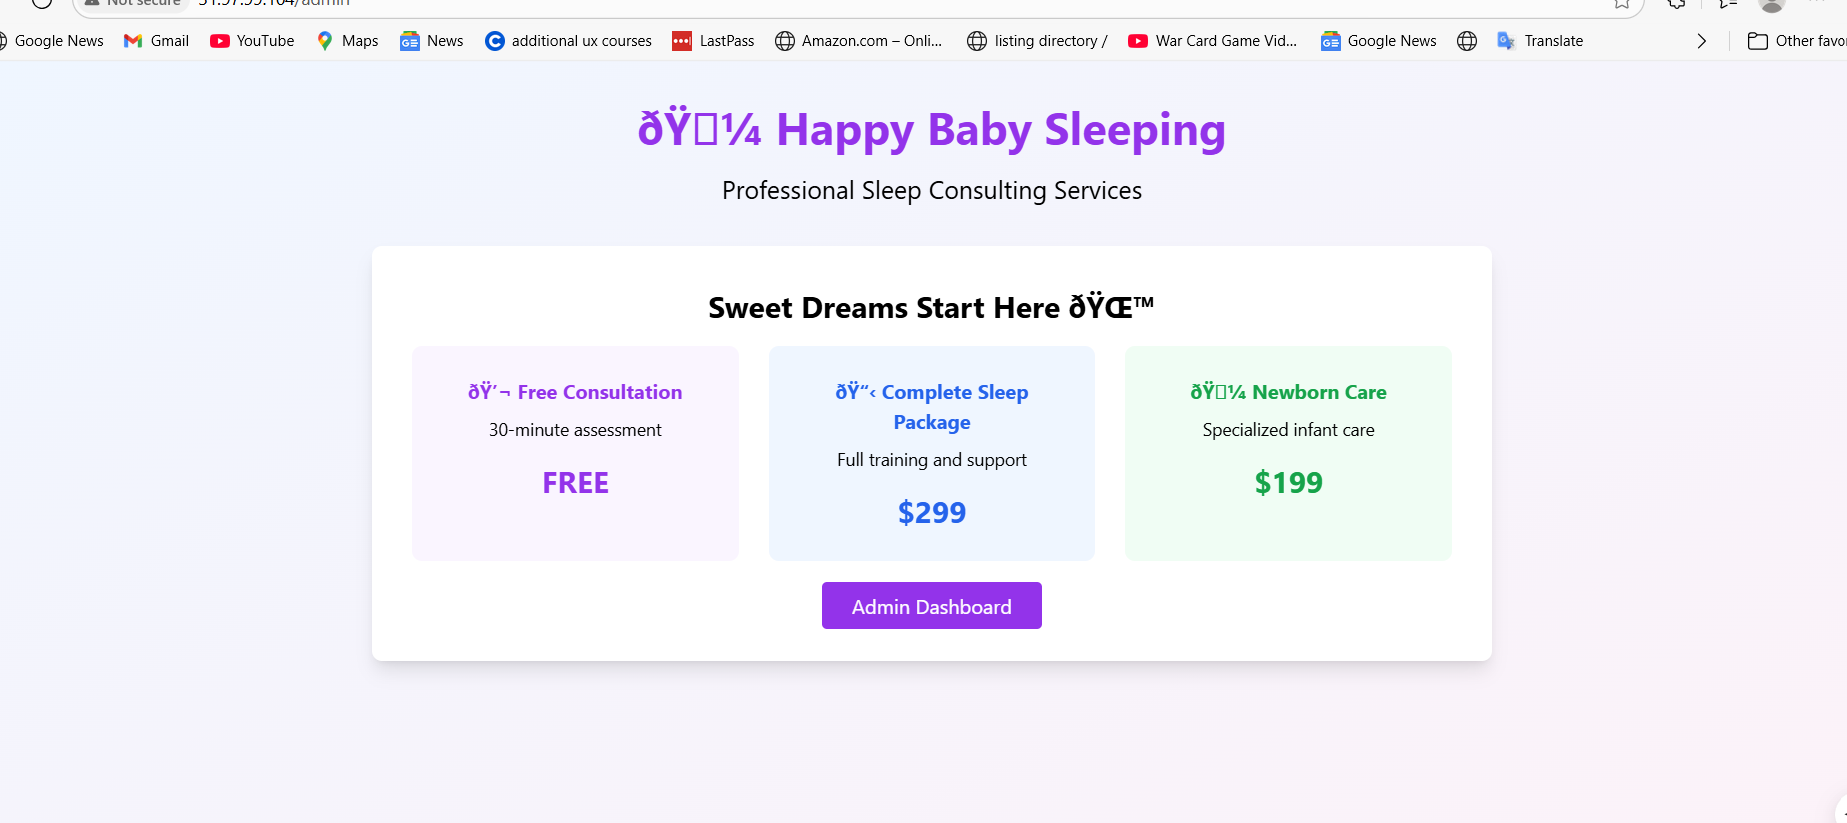 Not secure 31.97.99.104/admin
Google News Gmail YouTube Maps News additional ux courses LastPass Amazon.com – Onli... listing directory / War Card Game Vid... Google News Translate Other favo
ðŸ‘¼ Happy Baby Sleeping
Professional Sleep Consulting Services
Sweet Dreams Start Here ðŸŒ™
ðŸ’¬ Free Consultation
30-minute assessment
FREE
ðŸ“‹ Complete Sleep
Package
Full training and support
$299
ðŸ¼ Newborn Care
Specialized infant care
$199
Admin Dashboard